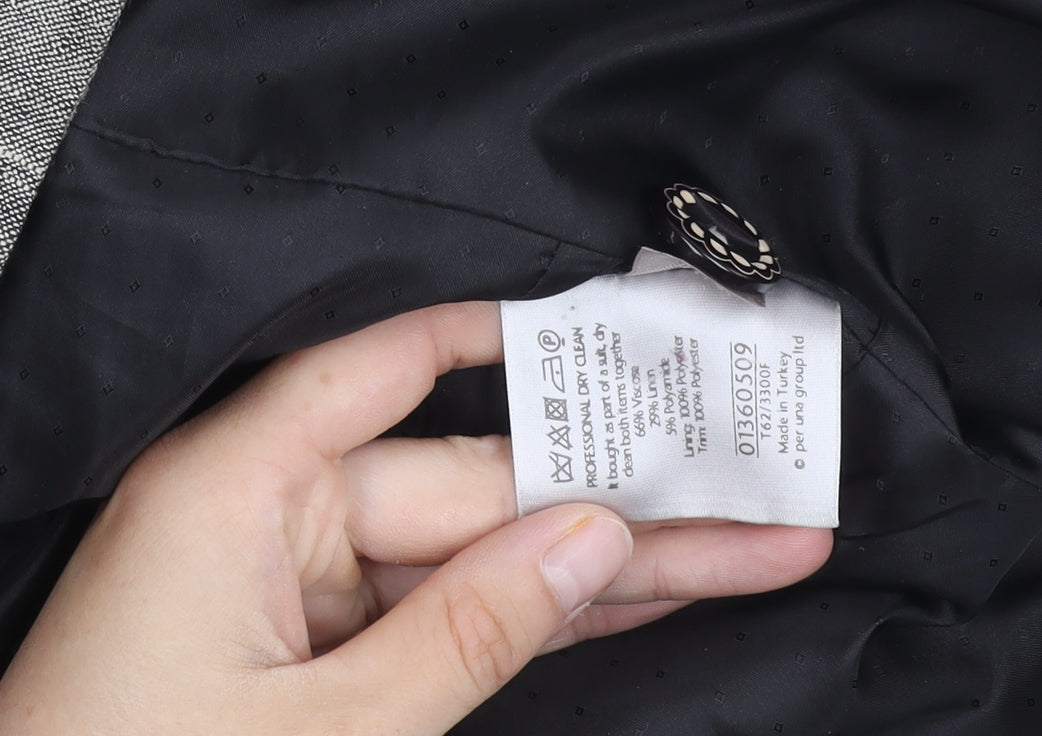 PROFESSIONAL DRY CLEAN
It bought as part of a suit, dry
clean both items together
66% Viscose
29% Linen
5% Polyamide
Lining: 100% Polyester
Trim: 100% Polyester
01360509
T62/3300F
Made in Turkey
© per una group ltd